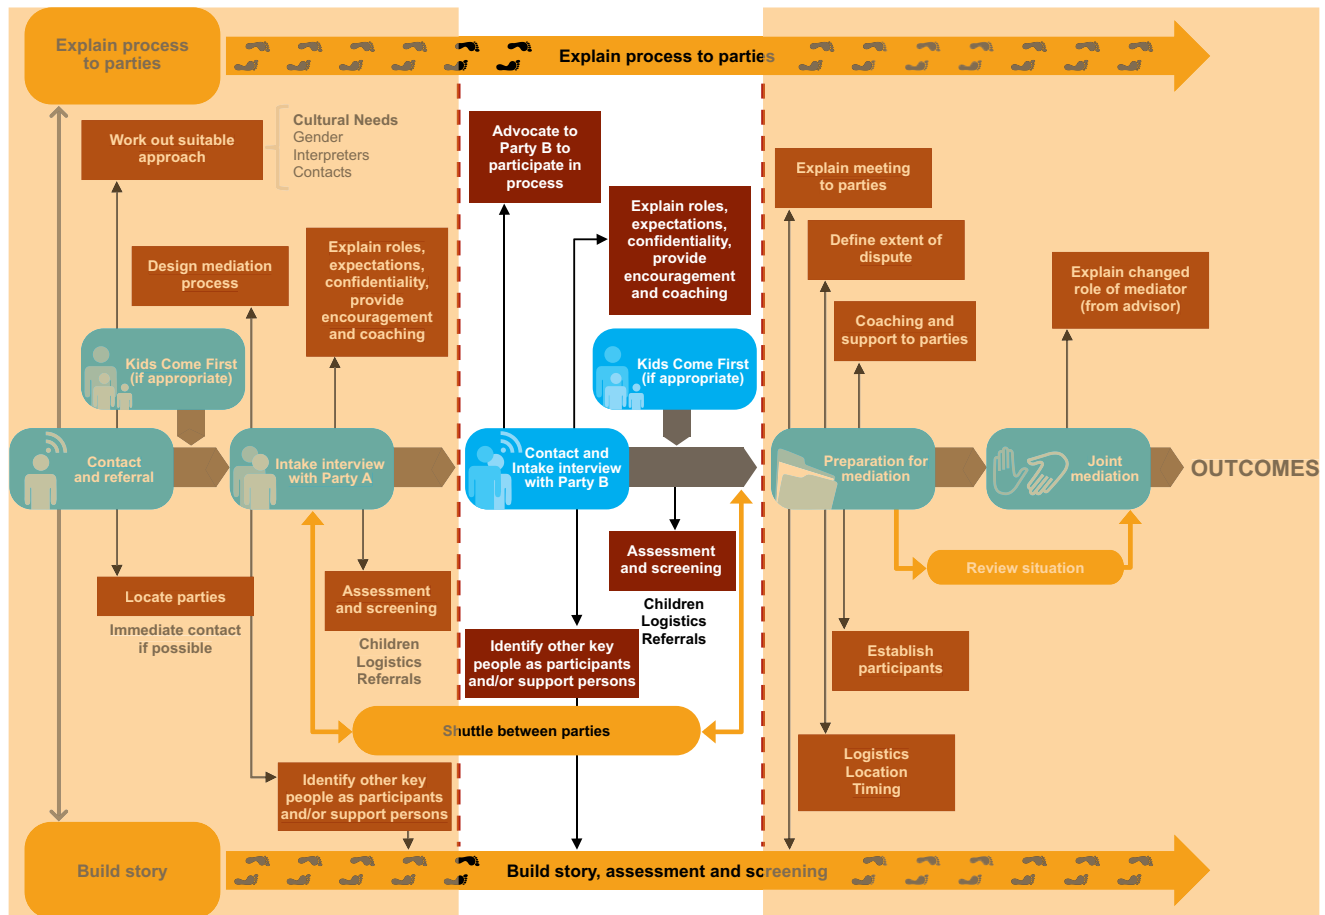 Explain process
to parties
Explain process to parties
Work out suitable
approach
Cultural Needs
Gender
Interpreters
Contacts
Design mediation
process
Explain roles,
expectations,
confidentiality,
provide
encouragement
and coaching
Kids Come First
(if appropriate)
Contact
and referral
Intake interview
with Party A
Locate parties
Immediate contact
if possible
Assessment
and screening
Children
Logistics
Referrals
Identify other key
people as participants
and/or support persons
Advocate to
Party B to
participate in
process
Explain roles,
expectations,
confidentiality,
provide
encouragement
and coaching
Kids Come First
(if appropriate)
Contact and
Intake interview
with Party B
Assessment
and screening
Children
Logistics
Referrals
Identify other key
people as participants
and/or support persons
Shuttle between parties
Explain meeting
to parties
Define extent of
dispute
Coaching and
support to parties
Explain changed
role of mediator
(from advisor)
Preparation for
mediation
Joint
mediation
OUTCOMES
Review situation
Establish
participants
Logistics
Location
Timing
Build story
Build story, assessment and screening